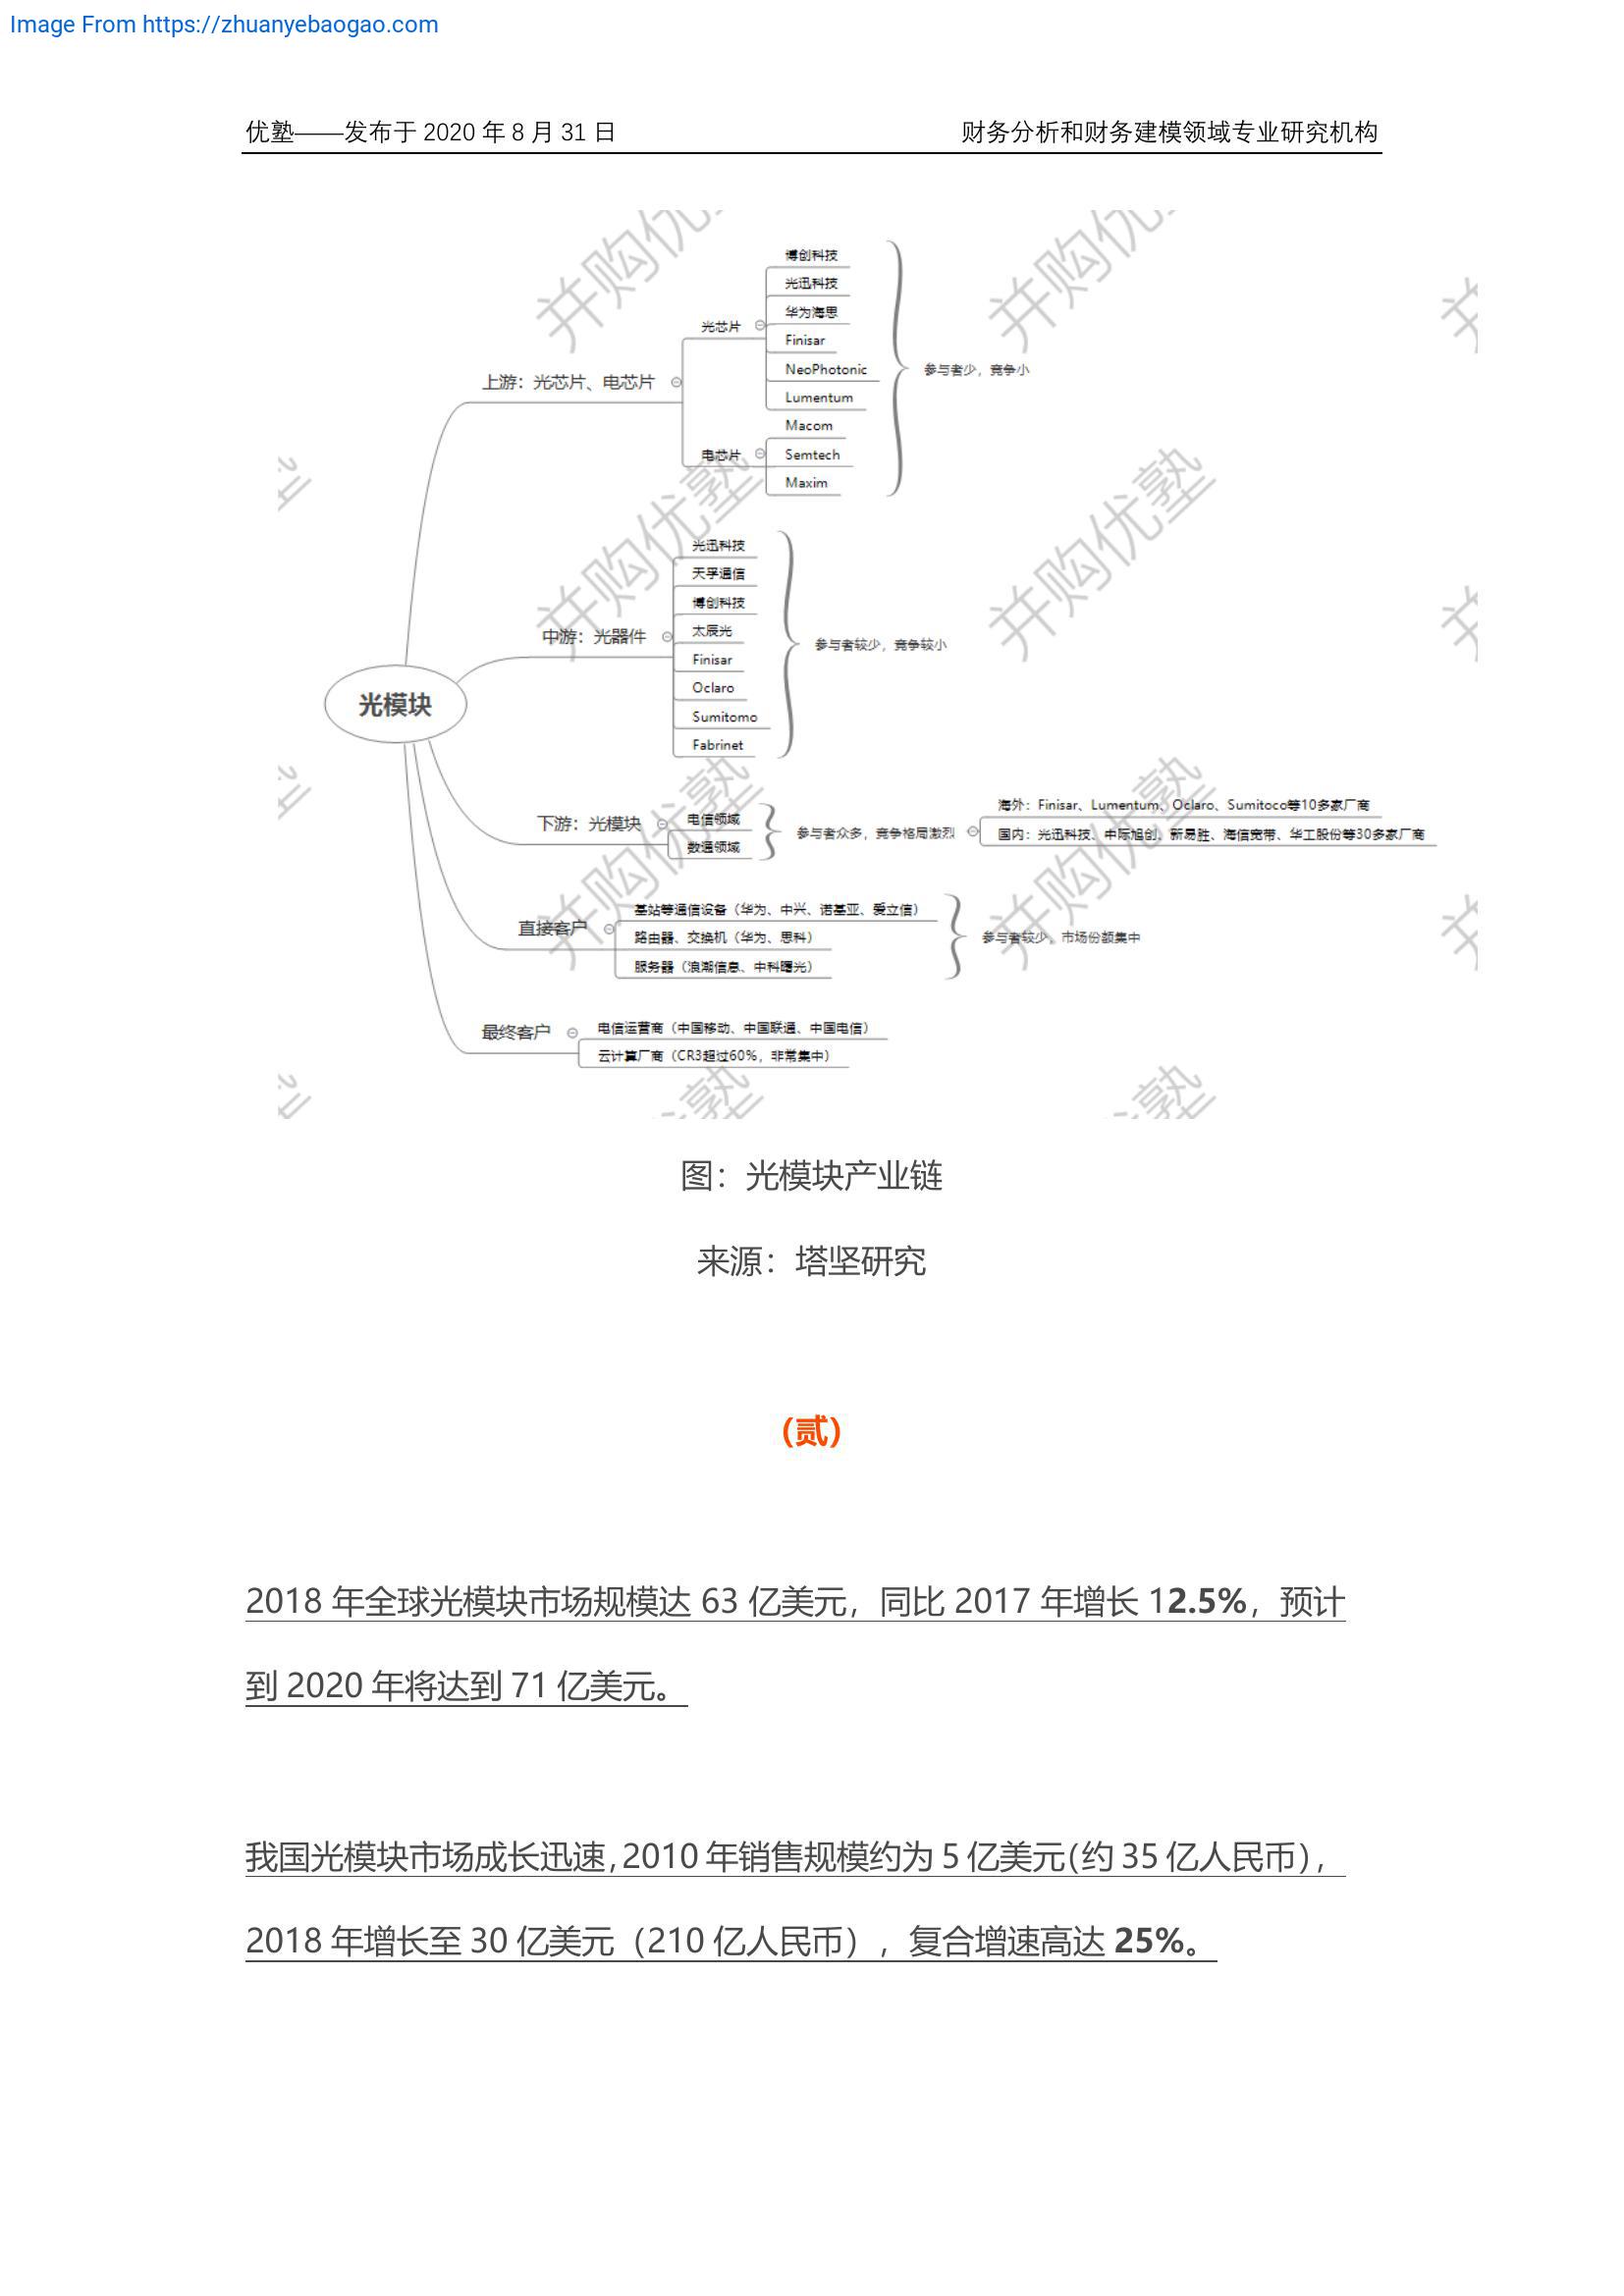 Image From https://zhuanyebaogao.com
优塾——发布于 2020 年 8 月 31 日
财务分析和财务建模领域专业研究机构
光模块
上游：光芯片、电芯片
光芯片
博创科技
光迅科技
华为海思
Finisar
NeoPhotonic
Lumentum
电芯片
Macom
Semtech
Maxim
参与者少，竞争小
中游：光器件
光迅科技
天孚通信
博创科技
太辰光
Finisar
Oclaro
Sumitomo
Fabrinet
参与者较少，竞争较小
下游：光模块
电信领域
数通领域
参与者众多，竞争格局激烈
海外：Finisar、Lumentum、Oclaro、Sumitoco等10多家厂商
国内：光迅科技、中际旭创、新易胜、海信宽带、华工股份等30多家厂商
直接客户
基站等通信设备（华为、中兴、诺基亚、爱立信）
路由器、交换机（华为、思科）
服务器（浪潮信息、中科曙光）
参与者较少，市场份额集中
最终客户
电信运营商（中国移动、中国联通、中国电信）
云计算厂商（CR3超过60%，非常集中）
并购优塾
并购优塾
图：光模块产业链
来源：塔坚研究
(贰)
2018 年全球光模块市场规模达 63 亿美元，同比 2017 年增长 12.5%，预计
到 2020 年将达到 71 亿美元。
我国光模块市场成长迅速，2010 年销售规模约为 5 亿美元（约 35 亿人民币），
2018 年增长至 30 亿美元（210 亿人民币），复合增速高达 25%。